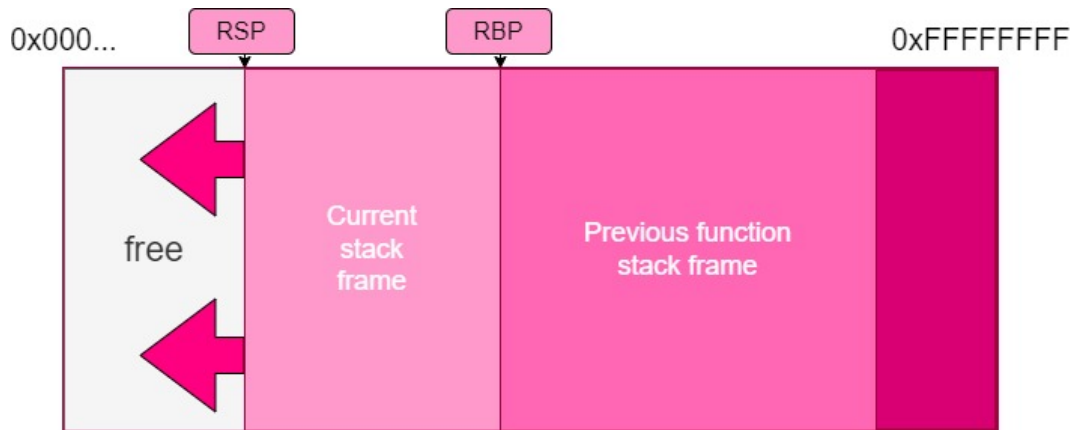 0x000...
RSP
RBP
0xFFFFFFFF
free
Current
stack
frame
Previous function
stack frame